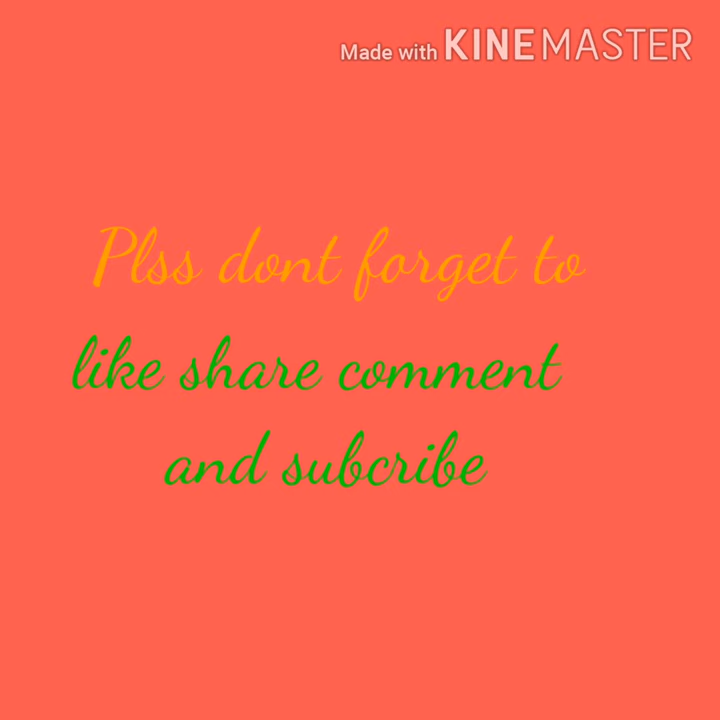 Made with KINEMASTER
Plss dont forget to
like share comment
and subcribe